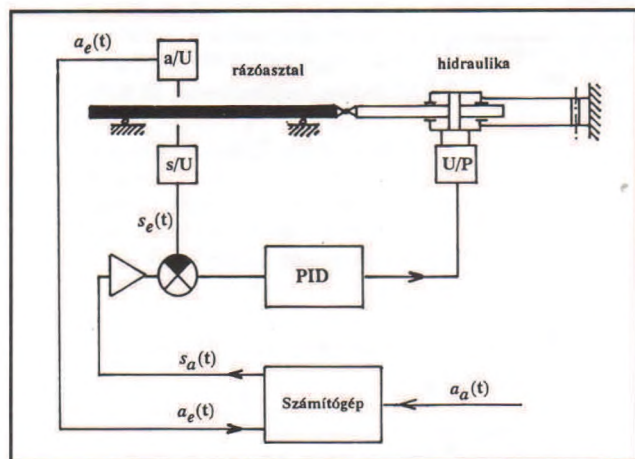 a_e(t)
a/U
rázóasztal
hidraulika
s/U
U/P
s_e(t)
PID
s_a(t)
Számítógép
a_a(t)
a_e(t)